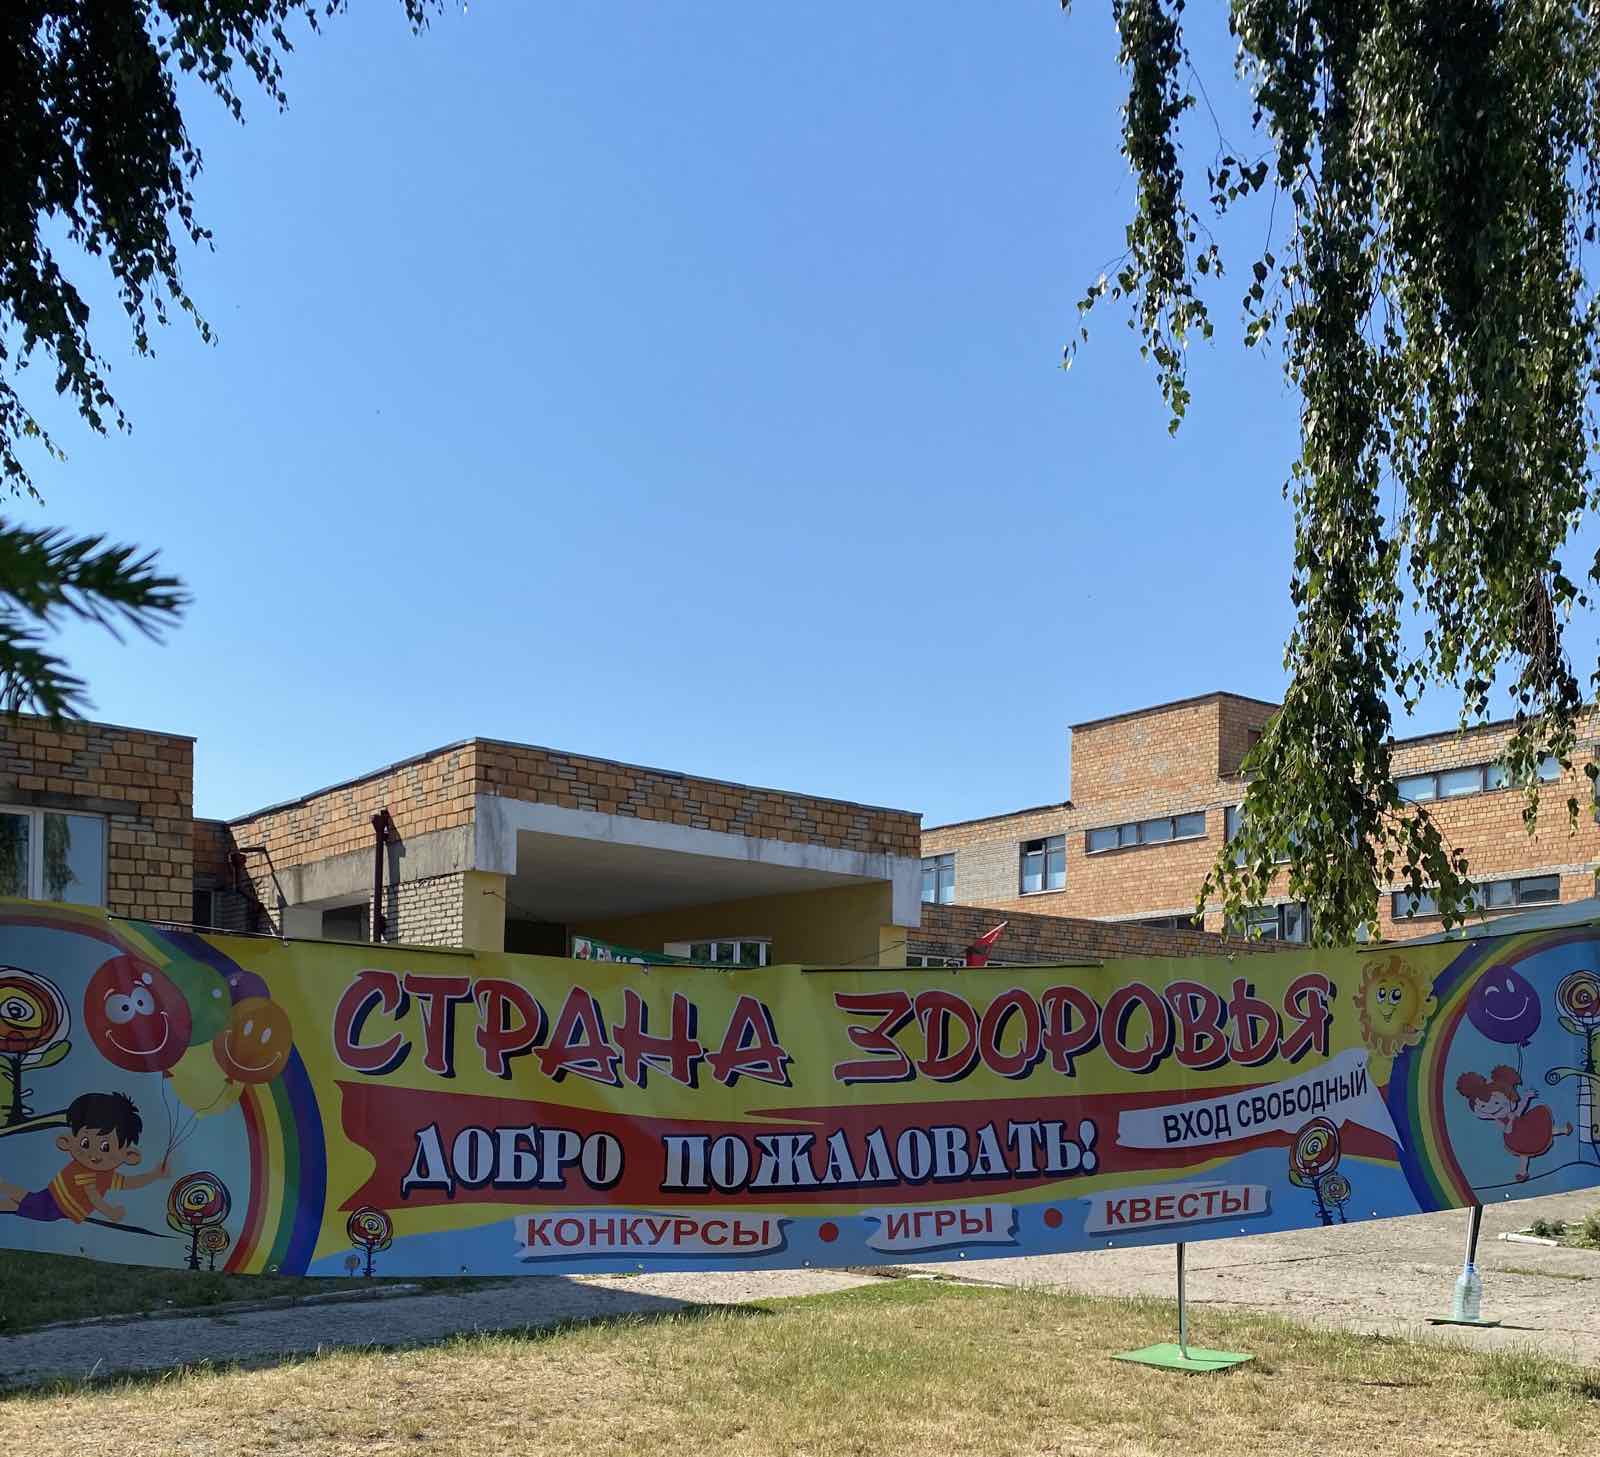 СТРАНА ЗДОРОВЬЯ
ДОБРО ПОЖАЛОВАТЬ!
ВХОД СВОБОДНЫЙ
КОНКУРСЫ • ИГРЫ • КВЕСТЫ